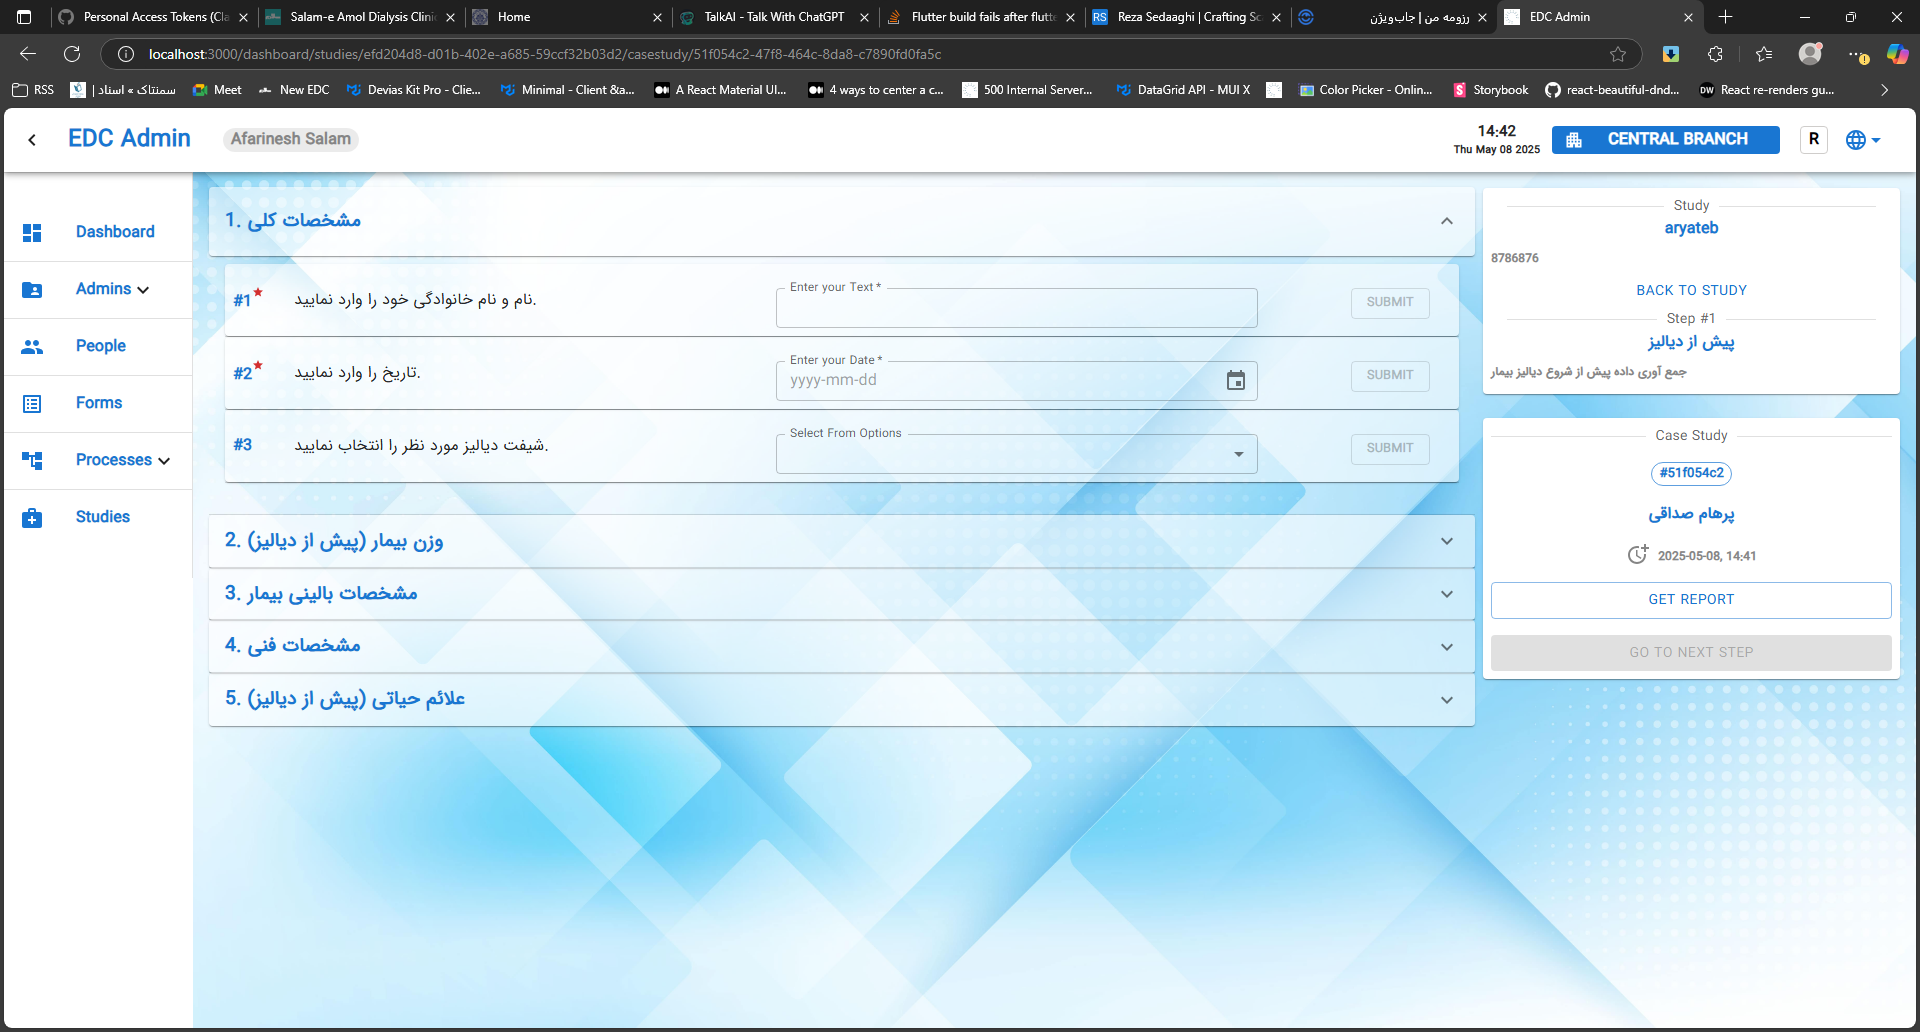 Personal Access Tokens (Cla
Salam-e Amol Dialysis Clinic
Home
TalkAI - Talk With ChatGPT
Flutter build fails after flutte
RS Reza Sedaaghi | Crafting Sc
رزومه من | جاب‌ویژن
EDC Admin
localhost:3000/dashboard/studies/efd204d8-d01b-402e-a685-59ccf32b03d2/casestudy/51f054c2-47f8-464c-8da8-c7890fd0fa5c
RSS
سمنتاک » اسناد |
Meet
New EDC
Devias Kit Pro - Clie...
Minimal - Client &a...
A React Material UI...
4 ways to center a c...
500 Internal Server...
DataGrid API - MUI X
Color Picker - Onlin...
Storybook
react-beautiful-dnd...
DW React re-renders gu...
EDC Admin
Afarinesh Salam
14:42
Thu May 08 2025
CENTRAL BRANCH
R
Dashboard
Admins
People
Forms
Processes
Studies
1. مشخصات کلی
#1* نام و نام خانوادگی خود را وارد نمایید.
Enter your Text *
SUBMIT
#2* تاریخ را وارد نمایید.
Enter your Date *
yyyy-mm-dd
SUBMIT
#3 شیفت دیالیز مورد نظر را انتخاب نمایید.
Select From Options
SUBMIT
2. وزن بیمار (پیش از دیالیز)
3. مشخصات بالینی بیمار
4. مشخصات فنی
5. علائم حیاتی (پیش از دیالیز)
Study
aryateb
8786876
BACK TO STUDY
Step #1
پیش از دیالیز
جمع آوری داده پیش از شروع دیالیز بیمار
Case Study
#51f054c2
پرهام صداقی
2025-05-08, 14:41
GET REPORT
GO TO NEXT STEP